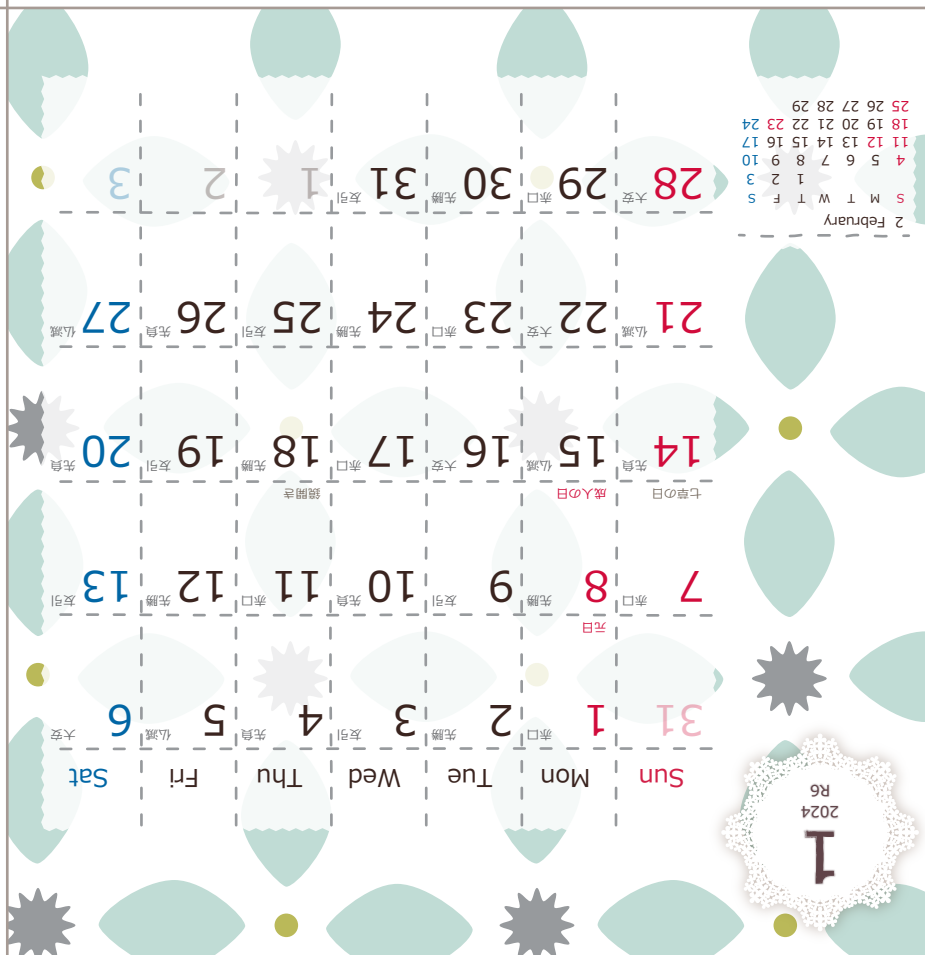 1
2024
R6
Sun Mon Tue Wed Thu Fri Sat
31 1 赤口 2 先勝 3 友引 4 先負 5 仏滅 6 大安
元日
7 赤口 8 先勝 9 友引 10 先負 11 赤口 12 先勝 13 友引
七草の日 成人の日 鏡開き
14 先負 15 仏滅 16 大安 17 赤口 18 先勝 19 友引 20 先負
21 仏滅 22 大安 23 赤口 24 先勝 25 友引 26 先負 27 仏滅
28 大安 29 赤口 30 先勝 31 友引 1 2 3
2 February
S M T W T F S
1 2 3
4 5 6 7 8 9 10
11 12 13 14 15 16 17
18 19 20 21 22 23 24
25 26 27 28 29